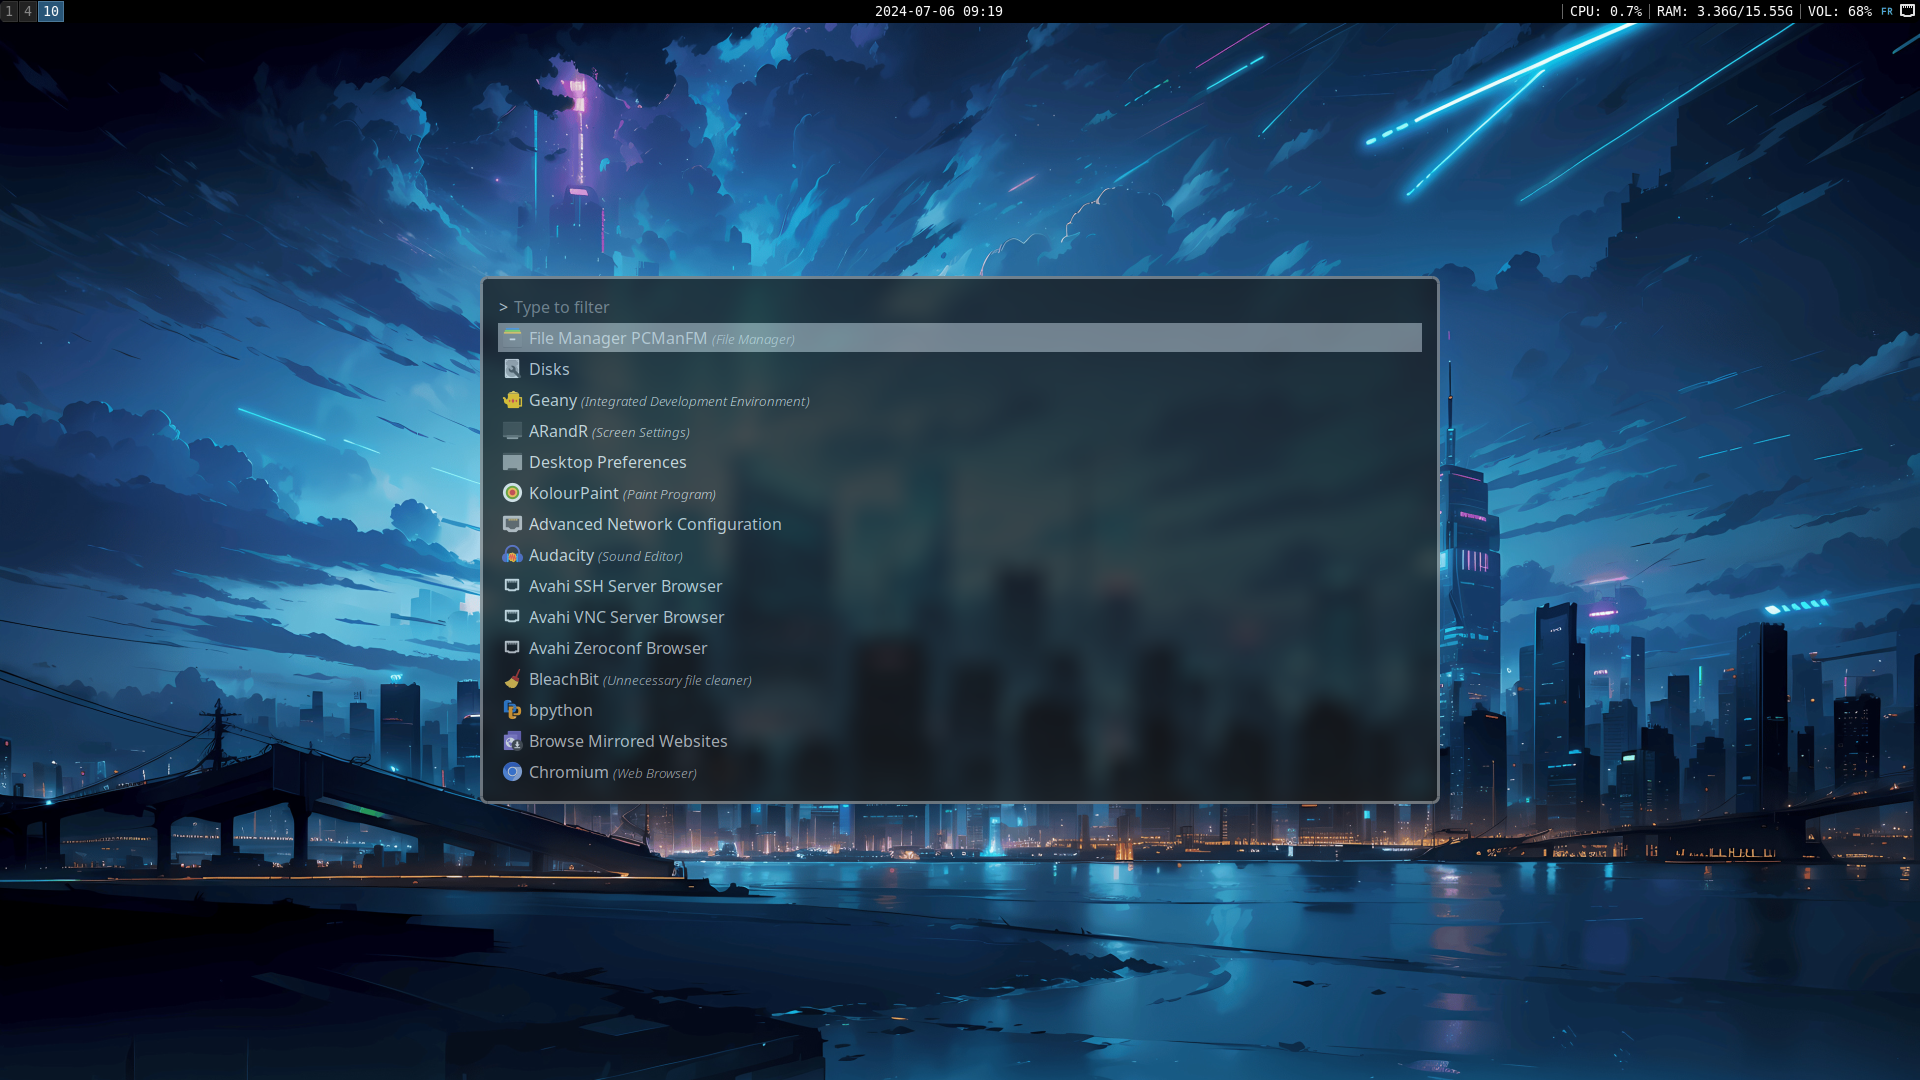 1 4 10 2024-07-06 09:19 CPU: 0.7% RAM: 3.36G/15.55G VOL: 68% FR
> Type to filter
File Manager PCManFM (File Manager)
Disks
Geany (Integrated Development Environment)
ARandR (Screen Settings)
Desktop Preferences
KolourPaint (Paint Program)
Advanced Network Configuration
Audacity (Sound Editor)
Avahi SSH Server Browser
Avahi VNC Server Browser
Avahi Zeroconf Browser
BleachBit (Unnecessary file cleaner)
bpython
Browse Mirrored Websites
Chromium (Web Browser)